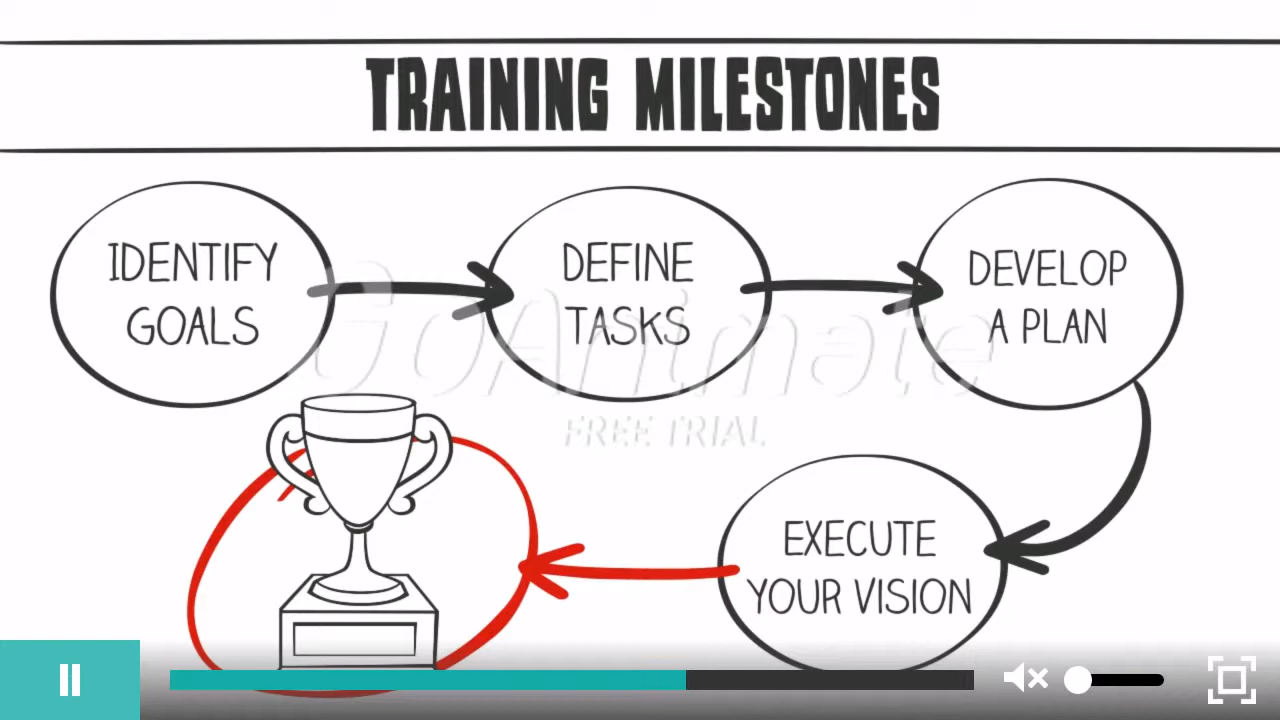 TRAINING MILESTONES
IDENTIFY
GOALS
DEFINE
TASKS
DEVELOP
A PLAN
GoAnimate
FREE TRIAL
EXECUTE
YOUR VISION